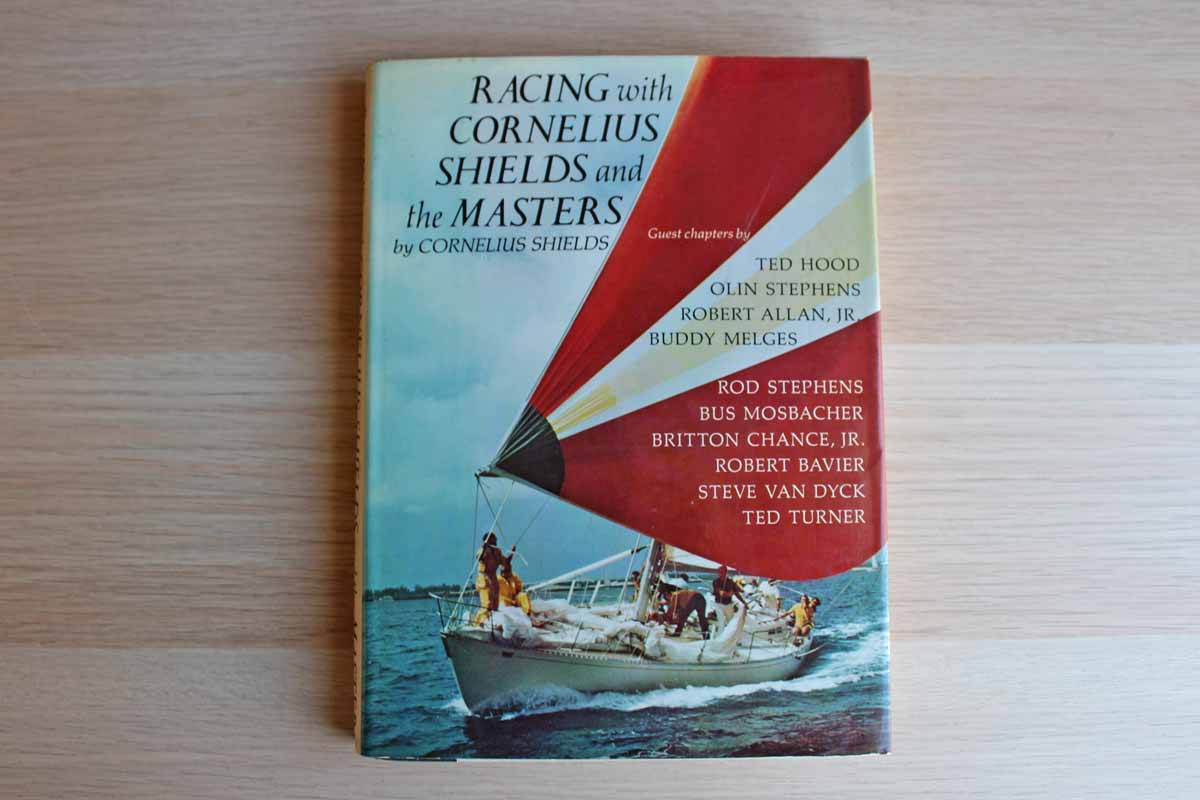 RACING with
CORNELIUS
SHIELDS and
the MASTERS
by CORNELIUS SHIELDS
Guest chapters by
TED HOOD
OLIN STEPHENS
ROBERT ALLAN, JR.
BUDDY MELGES
ROD STEPHENS
BUS MOSBACHER
BRITTON CHANCE, JR.
ROBERT BAVIER
STEVE VAN DYCK
TED TURNER